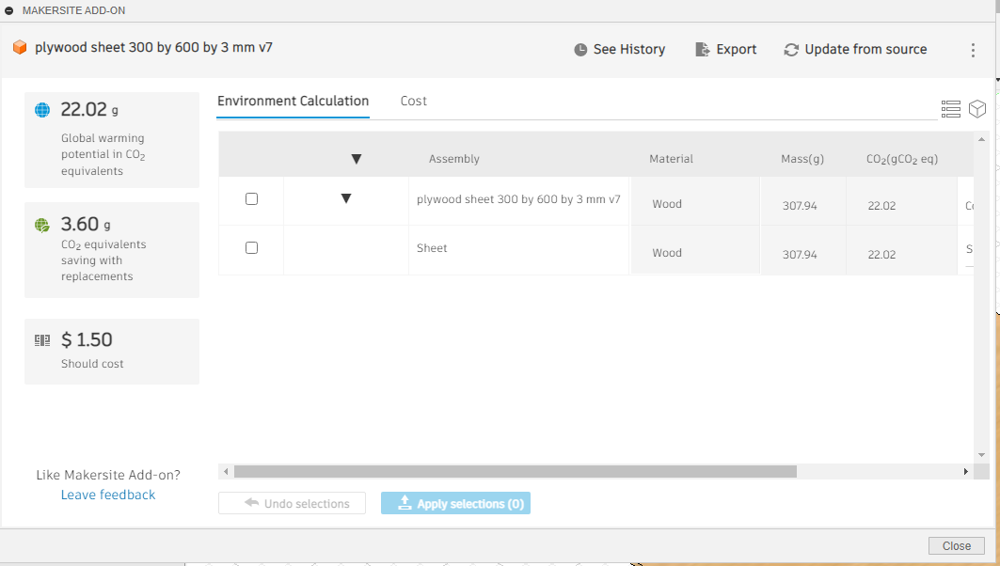 MAKERSITE ADD-ON
plywood sheet 300 by 600 by 3 mm v7
See History
Export
Update from source
22.02 g
Global warming
potential in CO₂
equivalents
3.60 g
CO₂ equivalents
saving with
replacements
$ 1.50
Should cost
Like Makersite Add-on?
Leave feedback
Environment Calculation
Cost
Assembly
Material
Mass(g)
CO₂(gCO₂ eq)
plywood sheet 300 by 600 by 3 mm v7
Wood
307.94
22.02
Sheet
Wood
307.94
22.02
S
Undo selections
Apply selections (0)
Close